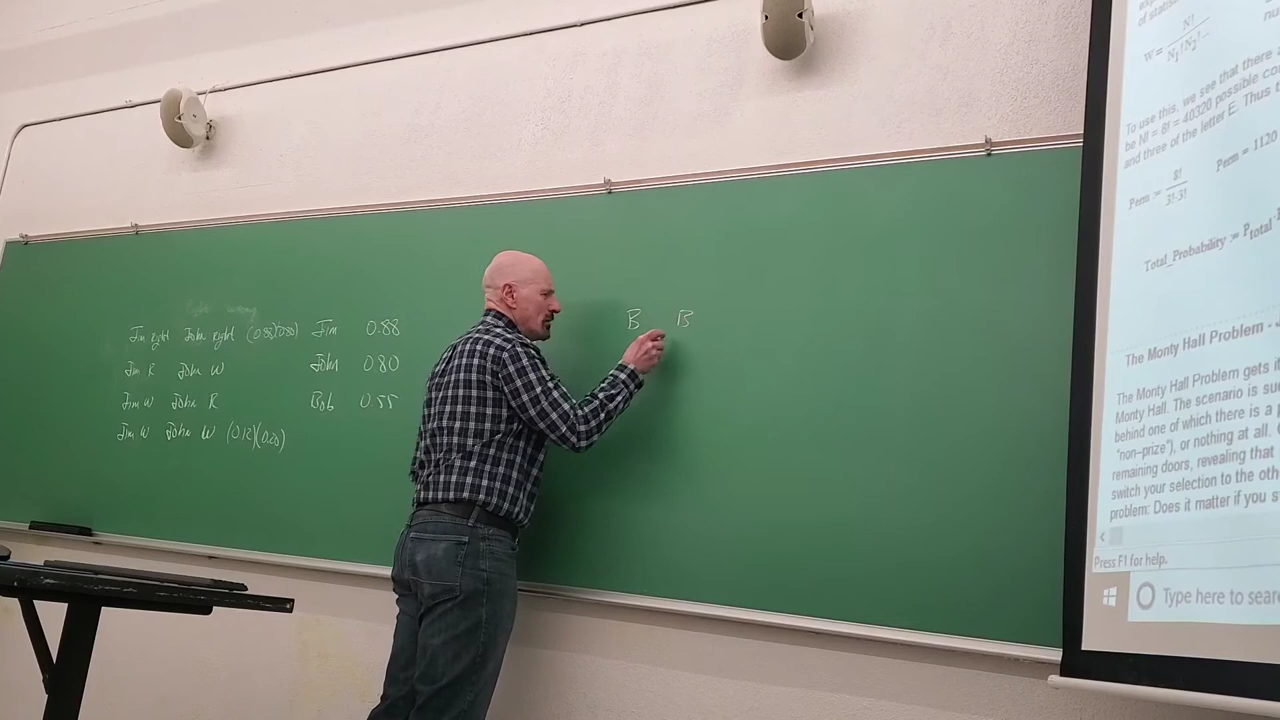 Jim right John right (0.88)(0.80) Jim 0.88
Jim R John W John 0.80
Jim W John R Bob 0.55
Jim W John W (0.12)(0.20)
B B
of statis
W = N! / N1! N2! ...
To use this, we see that there a
be N! = 8! = 40320 possible co
and three of the letter E. Thus t
Perm := 8! / 3!·3! Perm = 1120
Total_Probability := Ptotal
The Monty Hall Problem -
The Monty Hall Problem gets i
Monty Hall. The scenario is su
behind one of which there is a
"non-prize"), or nothing at all.
remaining doors, revealing that
switch your selection to the oth
problem: Does it matter if you s
Press F1 for help.
Type here to sear